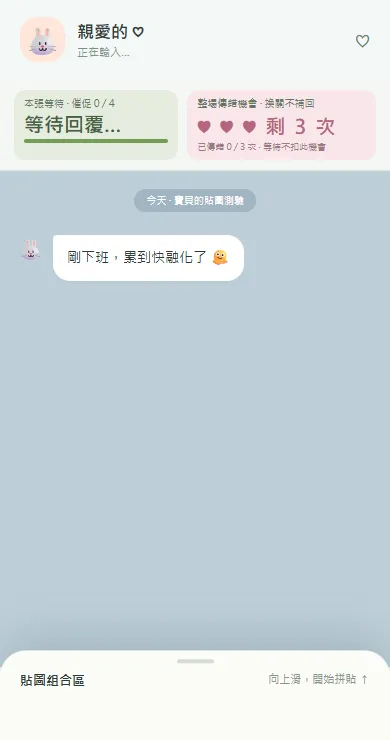 親愛的♡
正在輸入...
本張等待 · 催促 0 / 4
等待回覆...
整場傳錯機會 · 換關不補回
♥ ♥ ♥ 剩 3 次
已傳錯 0 / 3 次 · 等待不扣此機會
今天 · 寶貝的貼圖測驗
剛下班，累到快融化了 🫠
貼圖組合區
向上滑，開始拼貼 ↑